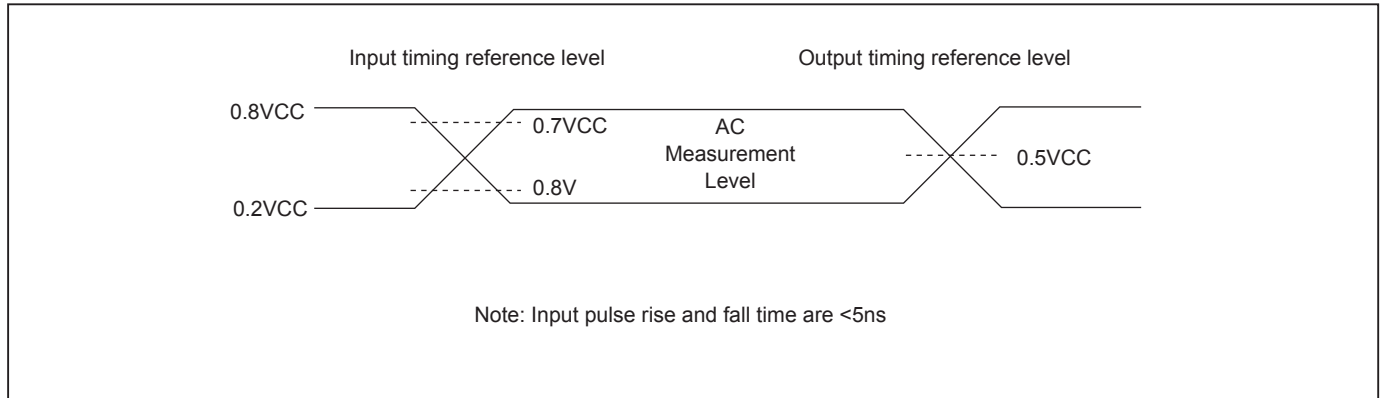 Input timing reference level
Output timing reference level
0.8VCC
0.7VCC
AC
Measurement
Level
0.5VCC
0.8V
0.2VCC
Note: Input pulse rise and fall time are <5ns